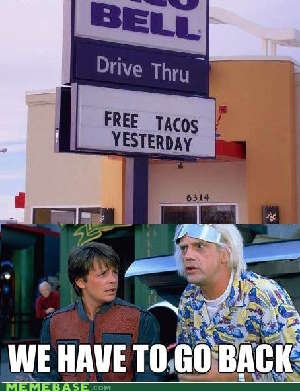 BELL
Drive Thru
FREE TACOS
YESTERDAY
6314
WE HAVE TO GO BACK
MEMEBASE.COM